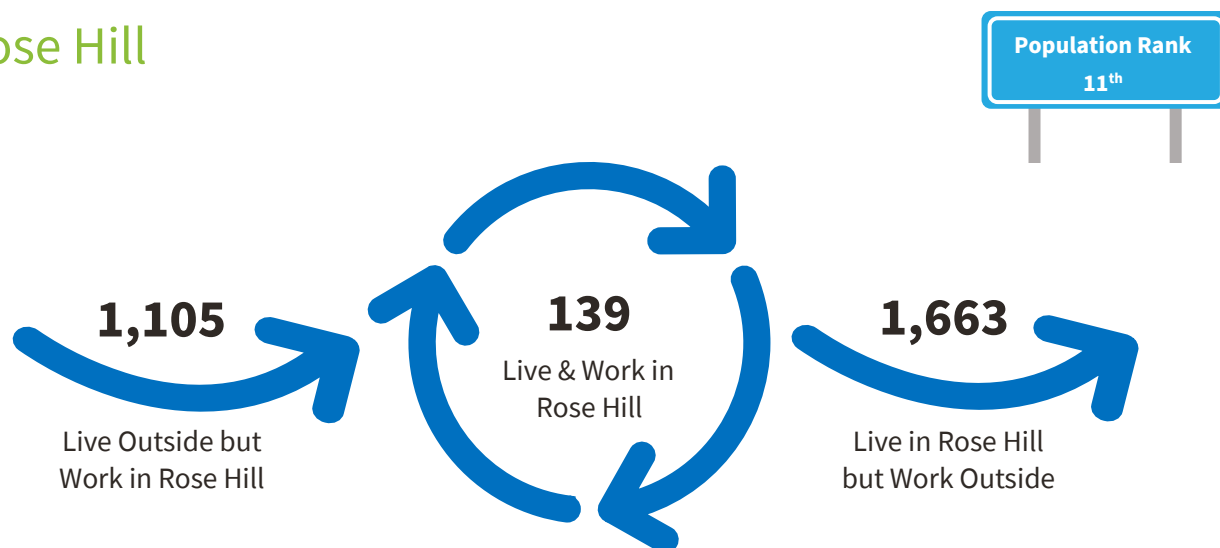 ose Hill
Population Rank
11th
1,105
Live Outside but
Work in Rose Hill
139
Live & Work in
Rose Hill
1,663
Live in Rose Hill
but Work Outside